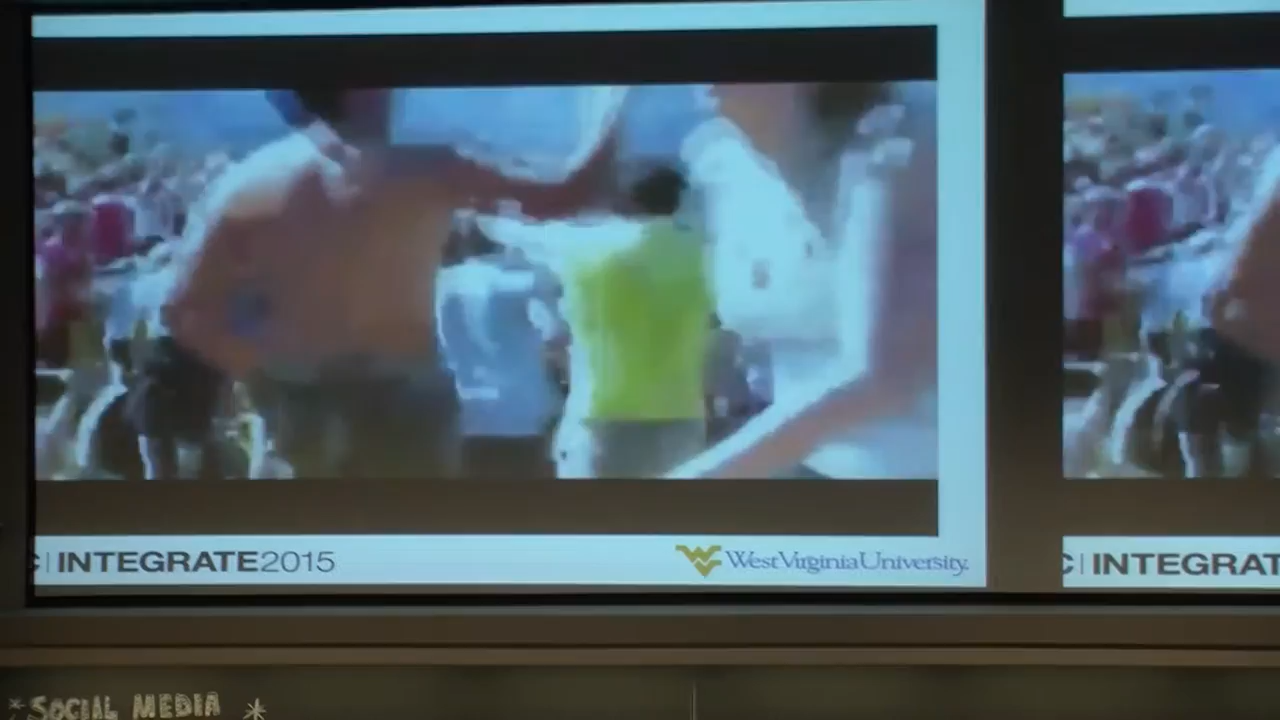 C | INTEGRATE2015
WestVirginiaUniversity.
C | INTEGRAT
* SOCIAL MEDIA *